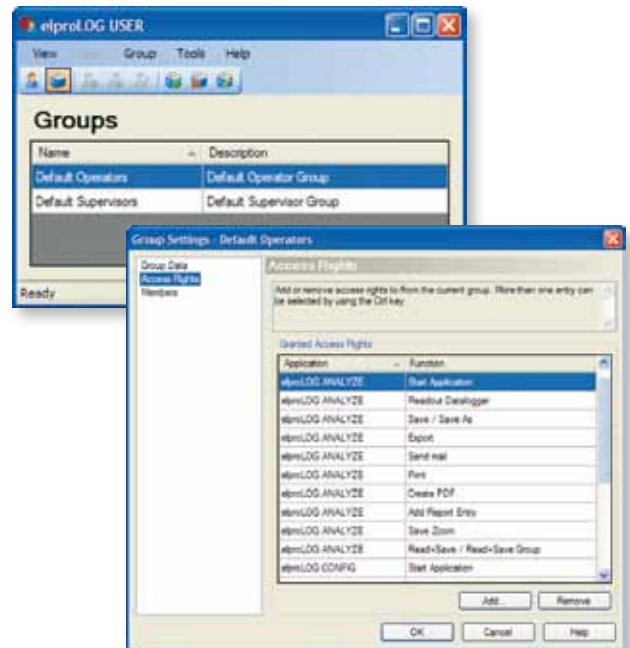 elproLOG USER
View Group Tools Help
Groups
Name Description
Default Operators Default Operator Group
Default Supervisors Default Supervisor Group
Ready
Group Settings - Default Operators
Group Data
Access Rights
Members
Access Rights
Add or remove access rights to from the current group. More than one entry can
be selected by using the Ctrl key.
Granted Access Rights
Application Function
elproLOG ANALYZE Start Application
elproLOG ANALYZE Readout Datalogger
elproLOG ANALYZE Save / Save As
elproLOG ANALYZE Export
elproLOG ANALYZE Send mail
elproLOG ANALYZE Print
elproLOG ANALYZE Create PDF
elproLOG ANALYZE Add Report Entry
elproLOG ANALYZE Save Zoom
elproLOG ANALYZE Read+Save / Read+Save Group
elproLOG CONFIG Start Application
Add... Remove
OK Cancel Help